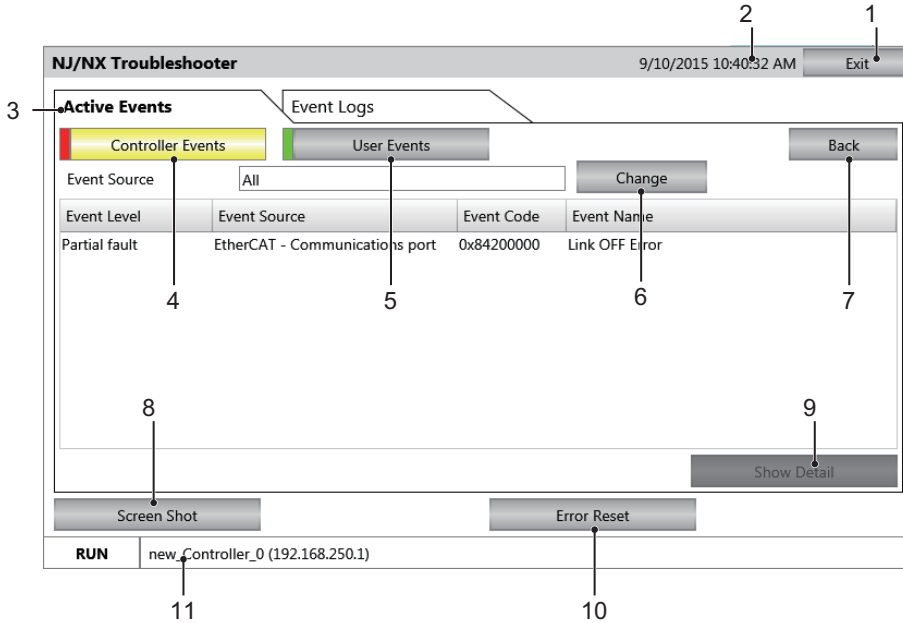 2 1
NJ/NX Troubleshooter 9/10/2015 10:40:32 AM Exit
3 Active Events Event Logs
Controller Events User Events Back
Event Source All Change
Event Level Event Source Event Code Event Name
Partial fault EtherCAT - Communications port 0x84200000 Link OFF Error
4 5 6 7
8 9
Show Detail
Screen Shot Error Reset
RUN new_Controller_0 (192.168.250.1)
11 10